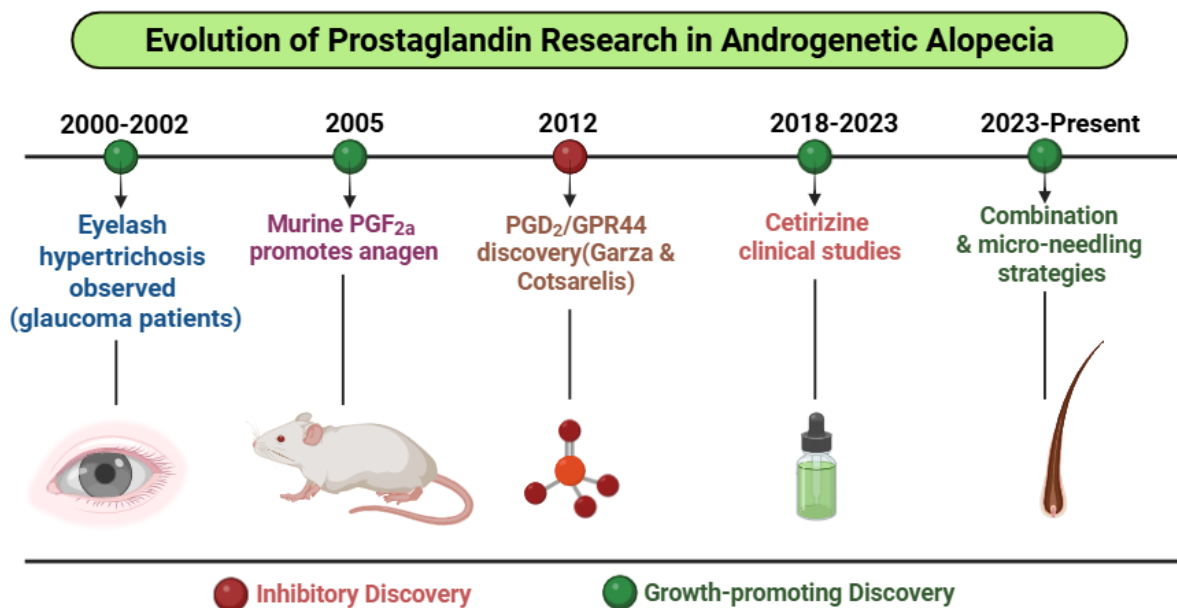 Evolution of Prostaglandin Research in Androgenetic Alopecia
2000-2002
Eyelash
hypertrichosis
observed
(glaucoma patients)
2005
Murine PGF₂ₐ
promotes anagen
2012
PGD₂/GPR44
discovery(Garza &
Cotsarelis)
2018-2023
Cetirizine
clinical studies
2023-Present
Combination
& micro-needling
strategies
Inhibitory Discovery
Growth-promoting Discovery